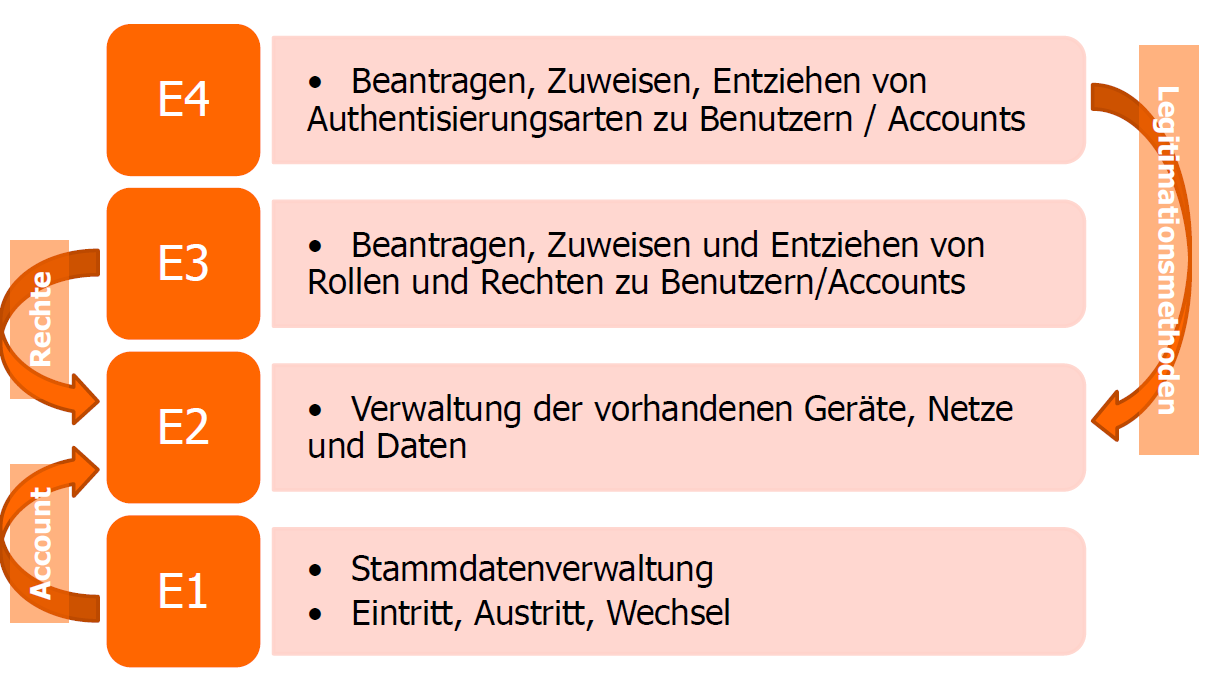 E4
• Beantragen, Zuweisen, Entziehen von
Authentisierungsarten zu Benutzern / Accounts
Legitimationsmethoden
E3
• Beantragen, Zuweisen und Entziehen von
Rollen und Rechten zu Benutzern/Accounts
Rechte
E2
• Verwaltung der vorhandenen Geräte, Netze
und Daten
Account
E1
• Stammdatenverwaltung
• Eintritt, Austritt, Wechsel